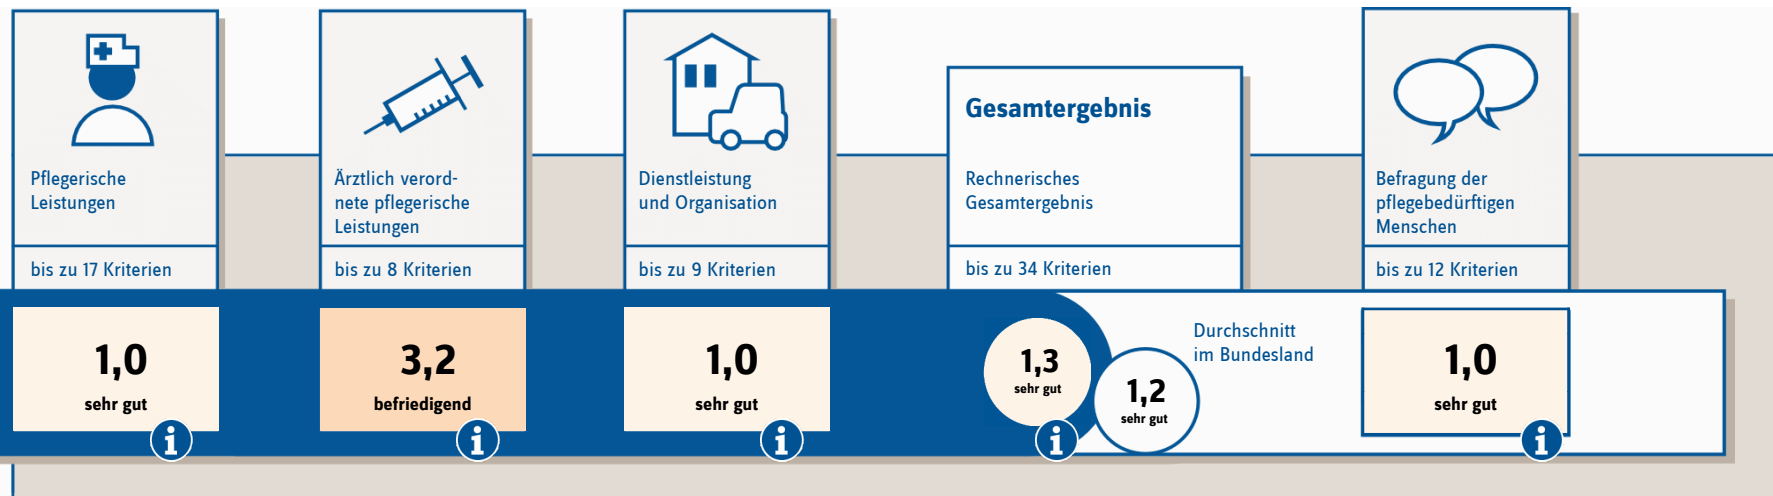 Pflegerische
Leistungen
bis zu 17 Kriterien
1,0
sehr gut
i
Ärztlich verord-
nete pflegerische
Leistungen
bis zu 8 Kriterien
3,2
befriedigend
i
Dienstleistung
und Organisation
bis zu 9 Kriterien
1,0
sehr gut
i
Gesamtergebnis
Rechnerisches
Gesamtergebnis
bis zu 34 Kriterien
1,3
sehr gut
i
1,2
sehr gut
Durchschnitt
im Bundesland
Befragung der
pflegebedürftigen
Menschen
bis zu 12 Kriterien
1,0
sehr gut
i